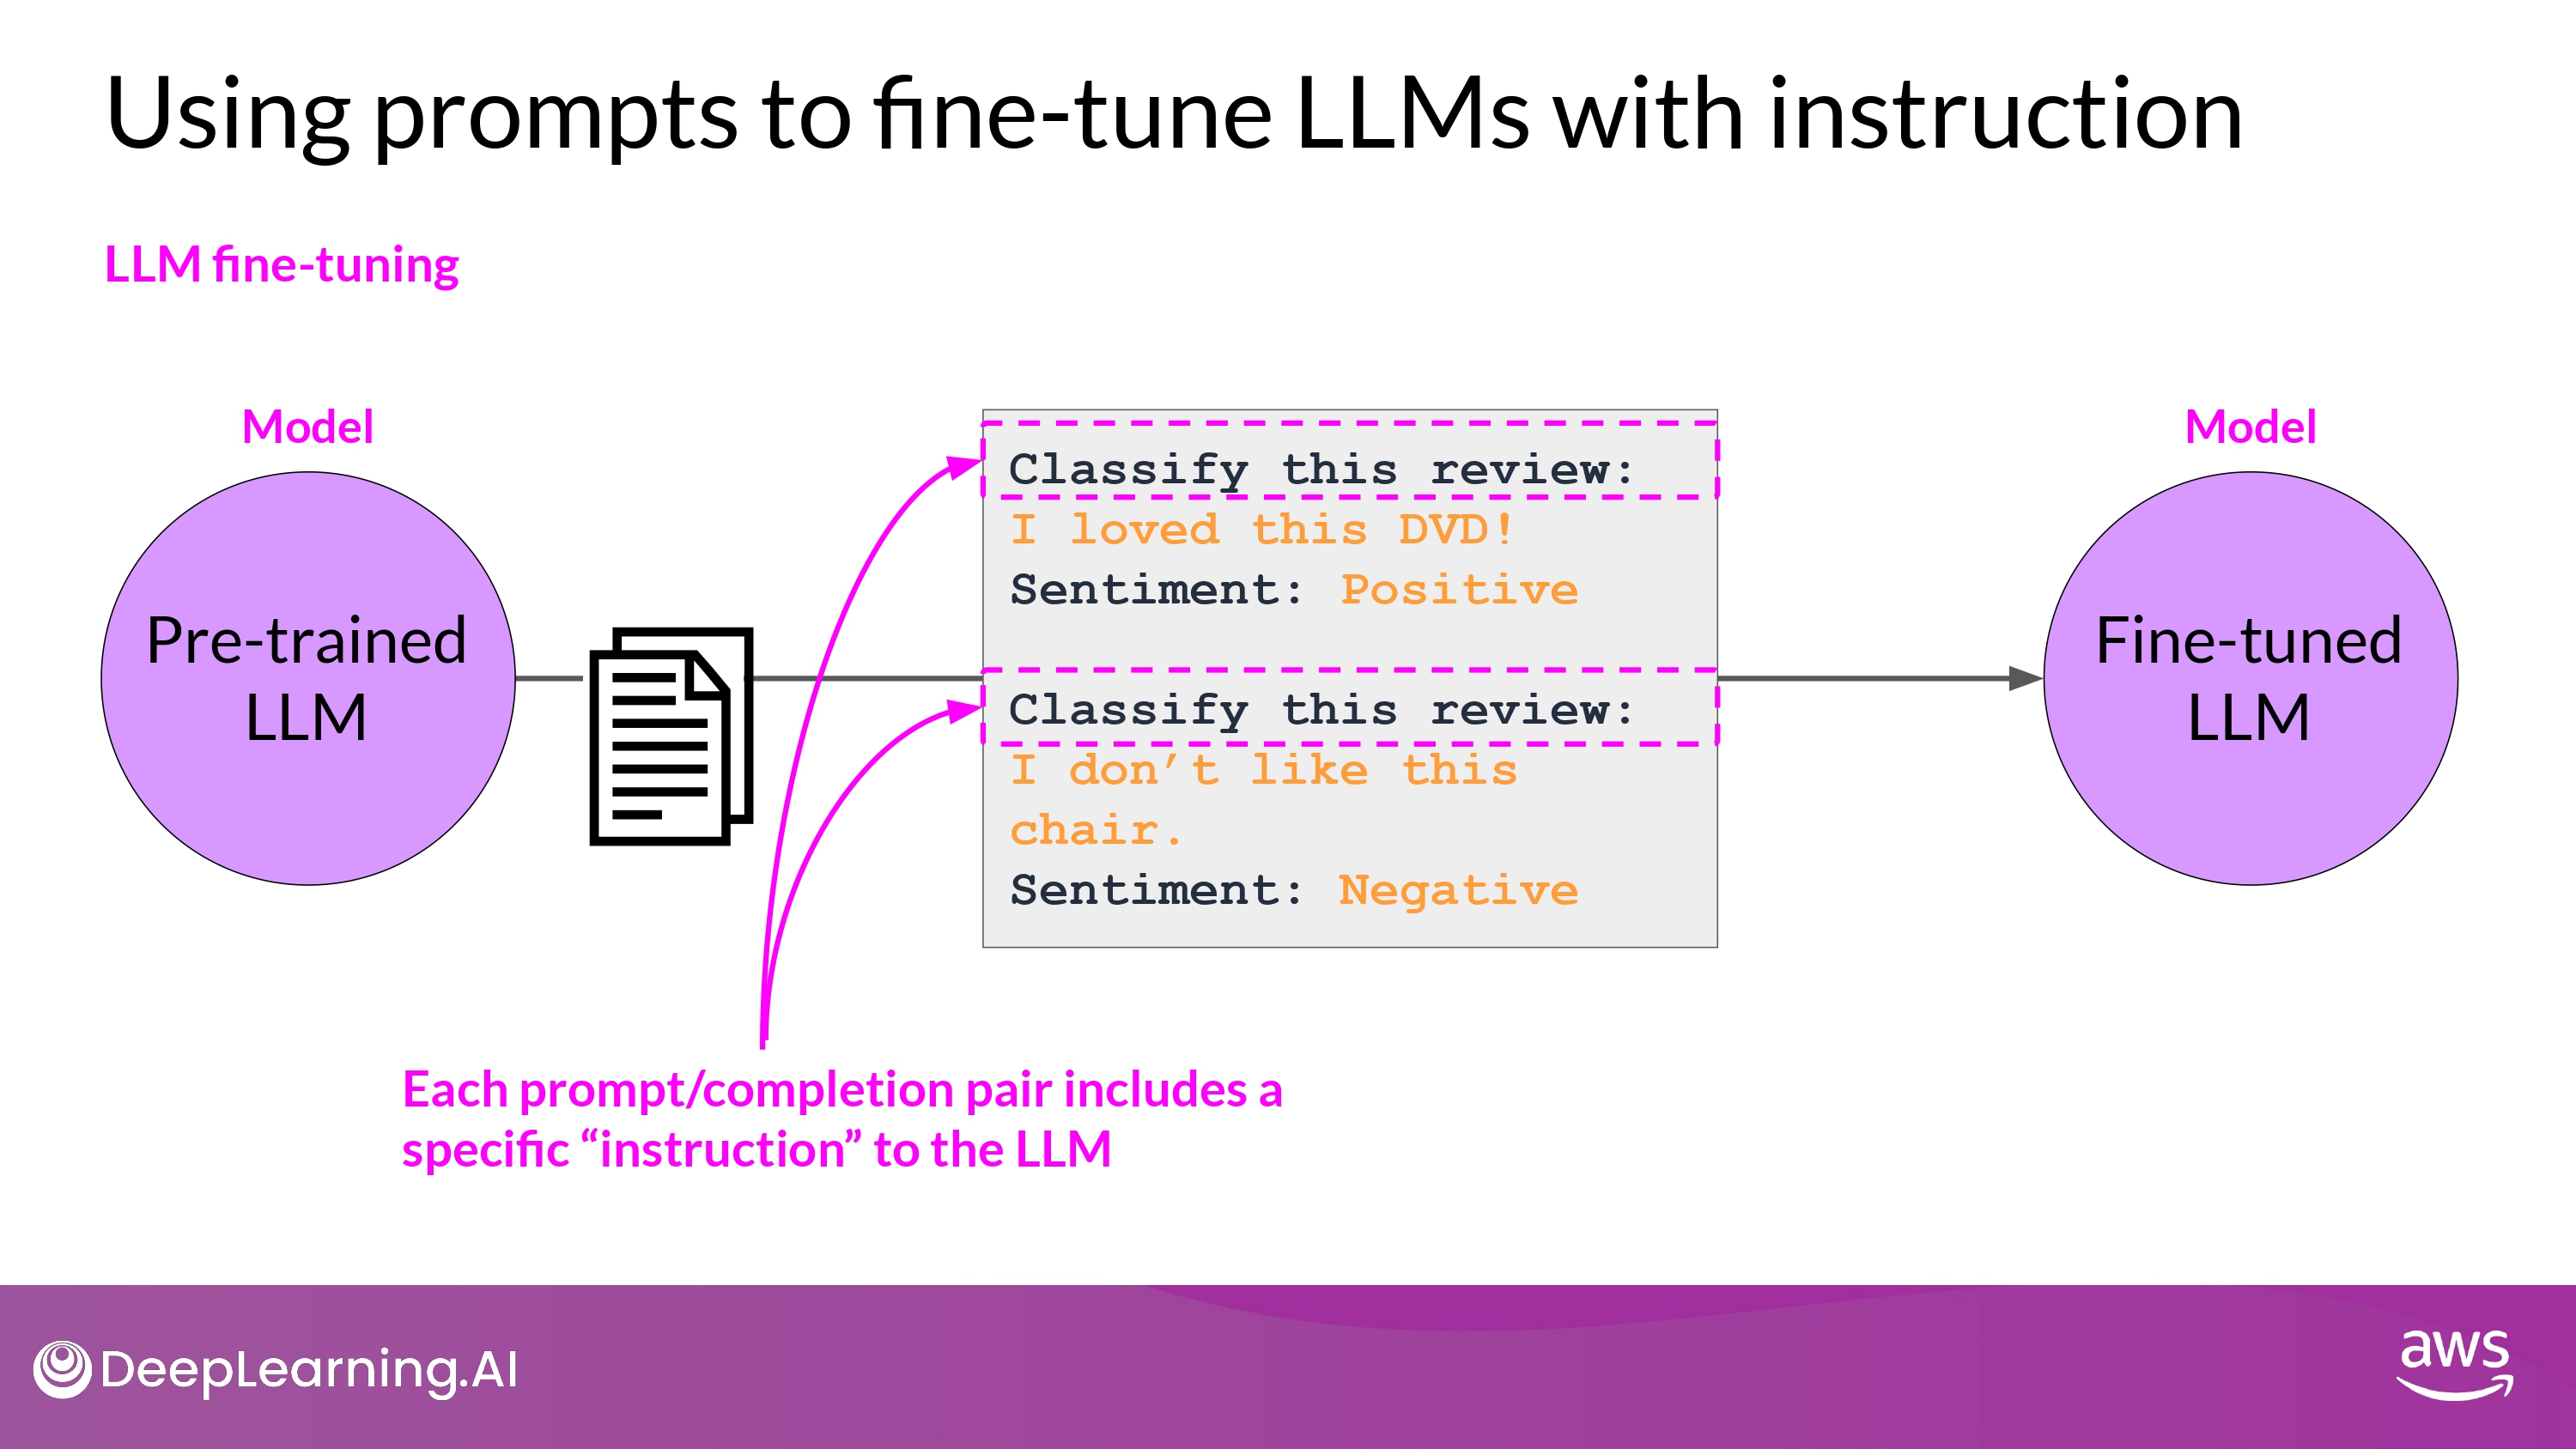 Using prompts to fine-tune LLMs with instruction
LLM fine-tuning
Model
Pre-trained
LLM
Classify this review:
I loved this DVD!
Sentiment: Positive
Classify this review:
I don’t like this
chair.
Sentiment: Negative
Model
Fine-tuned
LLM
Each prompt/completion pair includes a
specific “instruction” to the LLM
DeepLearning.AI
aws